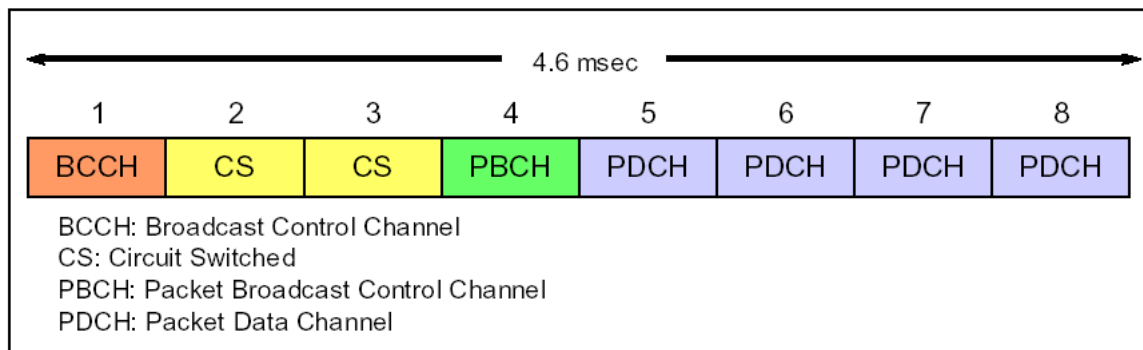 4.6 msec
1 2 3 4 5 6 7 8
BCCH CS CS PBCH PDCH PDCH PDCH PDCH
BCCH: Broadcast Control Channel
CS: Circuit Switched
PBCH: Packet Broadcast Control Channel
PDCH: Packet Data Channel